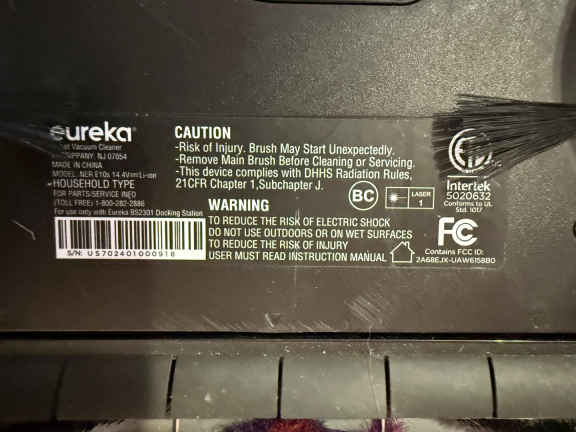 eureka
Vacuum Cleaner
NJ 07054
MADE IN CHINA
MODEL: NER E10s 14.4V Li-ion
HOUSEHOLD TYPE
FOR PARTS/SERVICE INFO
(TOLL FREE) 1-800-282-2886
For use only with Eureka BS2301 Docking Station
S/N: US702401000918
CAUTION
-Risk of Injury. Brush May Start Unexpectedly.
-Remove Main Brush Before Cleaning or Servicing.
-This device complies with DHHS Radiation Rules,
21CFR Chapter 1,Subchapter J.
BC
LASER
1
WARNING
TO REDUCE THE RISK OF ELECTRIC SHOCK
DO NOT USE OUTDOORS OR ON WET SURFACES
TO REDUCE THE RISK OF INJURY
USER MUST READ INSTRUCTION MANUAL
Intertek
5020632
Conforms to UL
Std. 1017
FC
Contains FCC ID:
2A68EJX-UAW6158B0